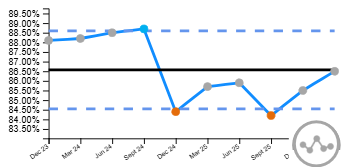 89.50%
89.00%
88.50%
88.00%
87.50%
87.00%
86.50%
86.00%
85.50%
85.00%
84.50%
84.00%
83.50%
Dec 23
Mar 24
Jun 24
Sept 24
Dec 24
Mar 25
Jun 25
Sept 25